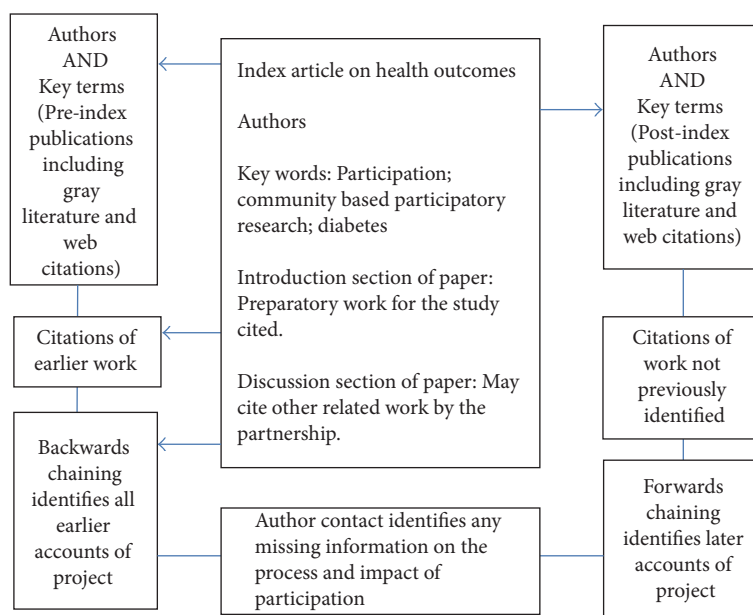 Authors
AND
Key terms
(Pre-index
publications
including
gray
literature and
web
citations)
Citations of
earlier work
Backwards
chaining
identifies all
earlier
accounts of
project
Index article on health outcomes
Authors
Key words: Participation;
community based participatory
research; diabetes
Introduction section of paper:
Preparatory work for the study
cited.
Discussion section of paper: May
cite other related work by the
partnership.
Author contact identifies any
missing information on the
process and impact of
participation
Authors
AND
Key terms
(Post-index
publications
including gray
literature and
web citations)
Citations of
work not
previously
identified
Forwards
chaining
identifies later
accounts of
project